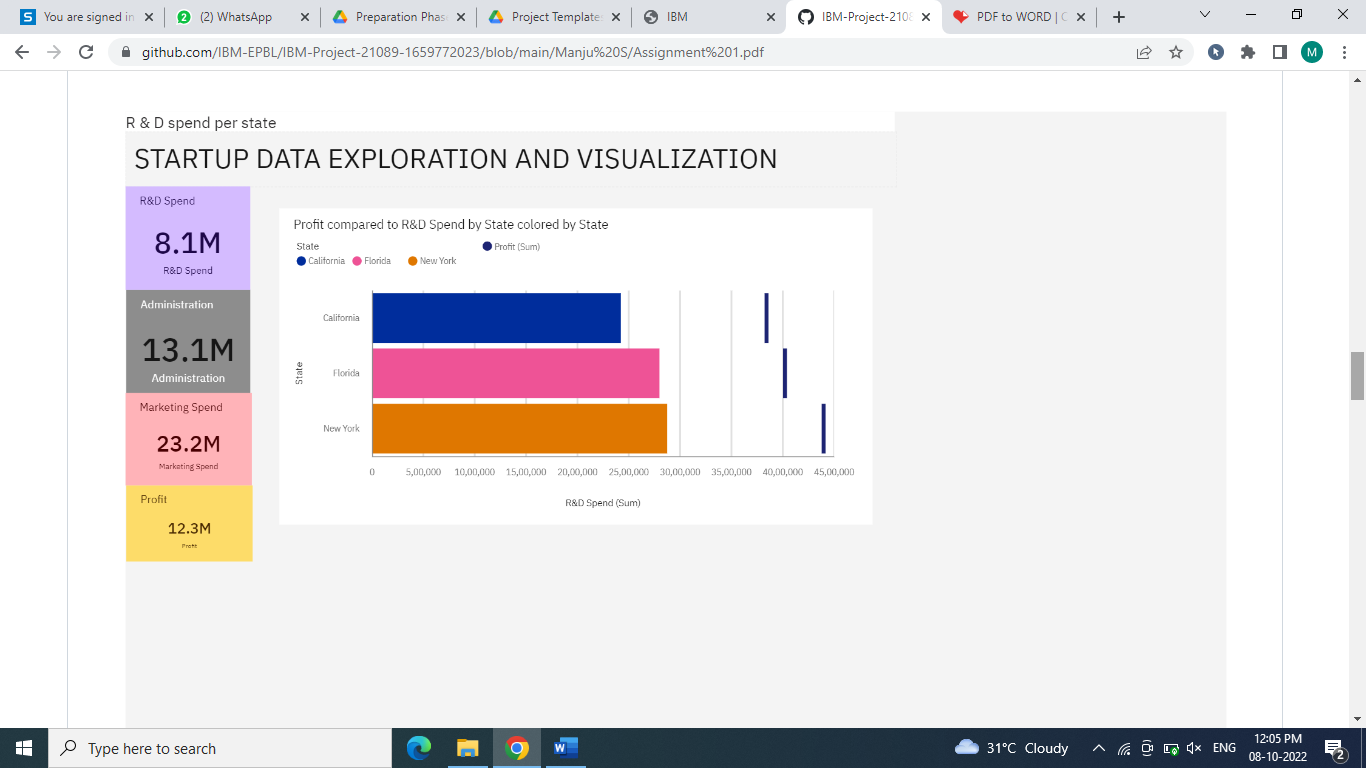 You are signed in
(2) WhatsApp
Preparation Phas
Project Template
IBM
IBM-Project-2108
PDF to WORD | C
github.com/IBM-EPBL/IBM-Project-21089-1659772023/blob/main/Manju%20S/Assignment%201.pdf
M
R & D spend per state
STARTUP DATA EXPLORATION AND VISUALIZATION
R&D Spend
8.1M
R&D Spend
Administration
13.1M
Administration
Marketing Spend
23.2M
Marketing Spend
Profit
12.3M
Profit
Profit compared to R&D Spend by State colored by State
State
Profit (Sum)
California Florida New York
California
Florida
New York
State
0 5,00,000 10,00,000 15,00,000 20,00,000 25,00,000 30,00,000 35,00,000 40,00,000 45,00,000
R&D Spend (Sum)
Type here to search
31°C Cloudy
ENG
12:05 PM
08-10-2022
2